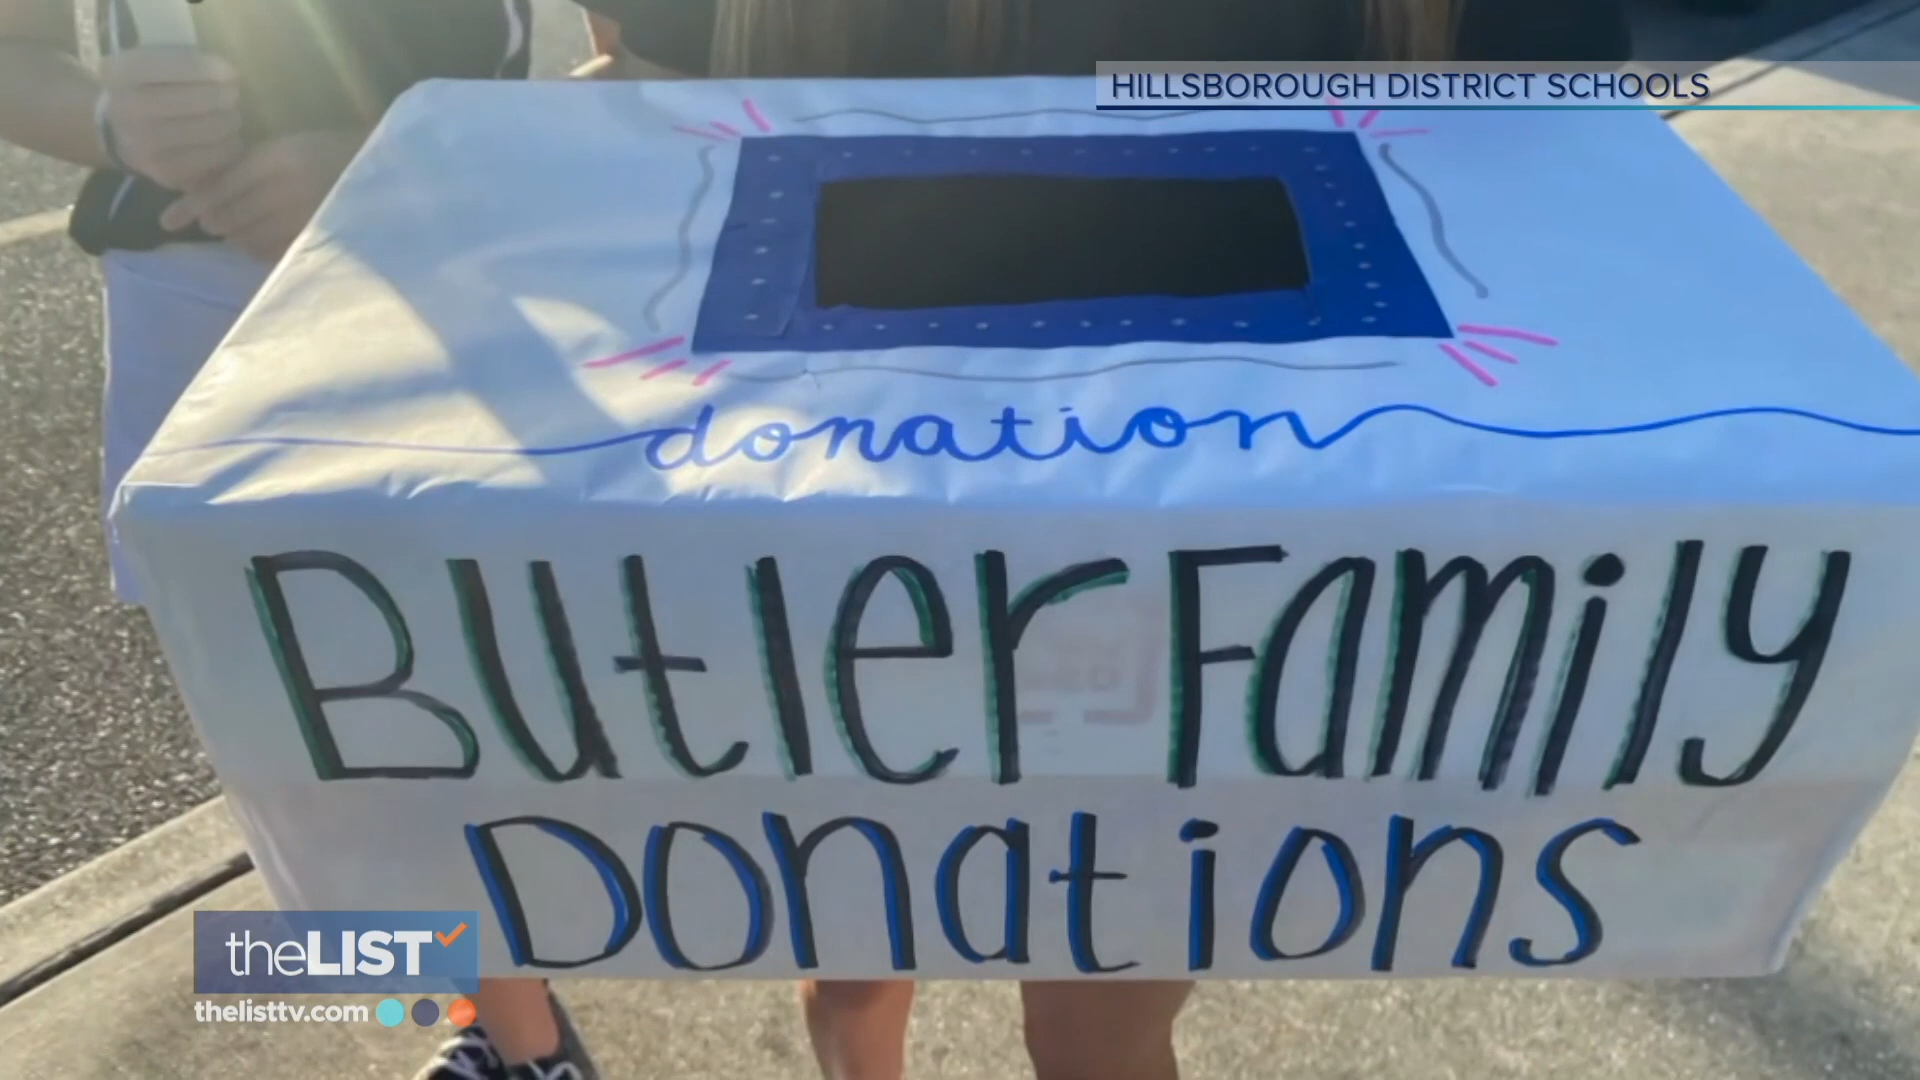 HILLSBOROUGH DISTRICT SCHOOLS
donation
Butler Family
Donations
theLIST
thelisttv.com